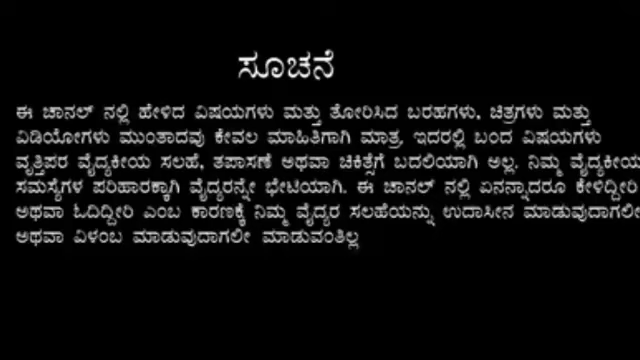 ಸೂಚನೆ
ಈ ಚಾನಲ್ ನಲ್ಲಿ ಹೇಳಿದ ವಿಷಯಗಳು ಮತ್ತು ತೋರಿಸಿದ ಬರಹಗಳು, ಚಿತ್ರಗಳು ಮತ್ತು
ವಿಡಿಯೋಗಳು ಮುಂತಾದವು ಕೇವಲ ಮಾಹಿತಿಗಾಗಿ ಮಾತ್ರ. ಇದರಲ್ಲಿ ಬಂದ ವಿಷಯಗಳು
ವೃತ್ತಿಪರ ವೈದ್ಯಕೀಯ ಸಲಹೆ, ತಪಾಸಣೆ ಅಥವಾ ಚಿಕಿತ್ಸೆಗೆ ಬದಲಿಯಾಗಿ ಅಲ್ಲ. ನಿಮ್ಮ ವೈದ್ಯಕೀಯ
ಸಮಸ್ಯೆಗಳ ಪರಿಹಾರಕ್ಕಾಗಿ ವೈದ್ಯರನ್ನೇ ಭೇಟಿಯಾಗಿ. ಈ ಚಾನಲ್ ನಲ್ಲಿ ಏನನ್ನಾದರೂ ಕೇಳಿದ್ದೀರಿ
ಅಥವಾ ಓದಿದ್ದೀರಿ ಎಂಬ ಕಾರಣಕ್ಕೆ ನಿಮ್ಮ ವೈದ್ಯರ ಸಲಹೆಯನ್ನು ಉದಾಸೀನ ಮಾಡುವುದಾಗಲೀ
ಅಥವಾ ವಿಳಂಬ ಮಾಡುವುದಾಗಲೀ ಮಾಡುವಂತಿಲ್ಲ